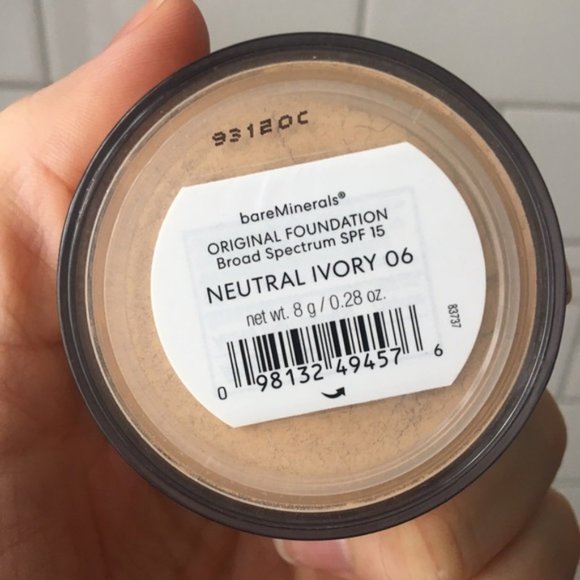 93120C
bareMinerals®
ORIGINAL FOUNDATION
Broad Spectrum SPF 15
NEUTRAL IVORY 06
net wt. 8 g / 0.28 oz.
83737
0 98132 49457 6